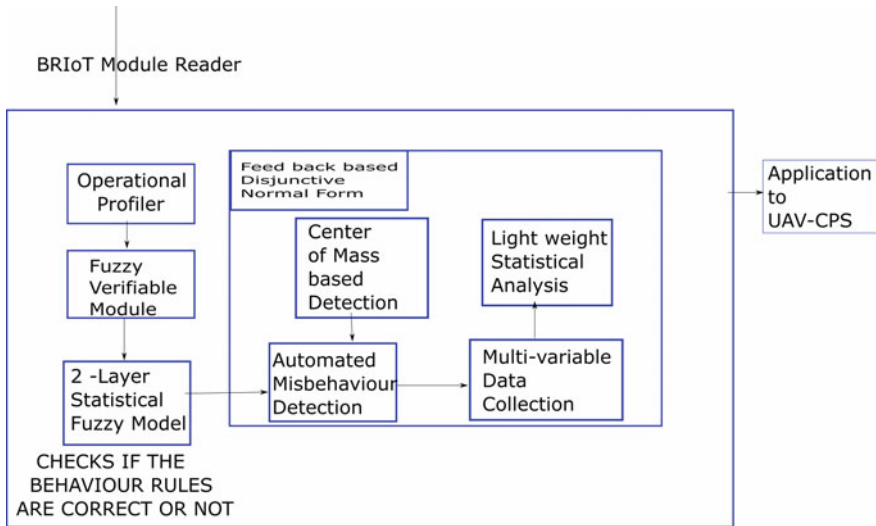 BRIoT Module Reader
Operational
Profiler
Fuzzy
Verifiable
Module
2 -Layer
Statistical
Fuzzy Model
CHECKS IF THE
BEHAVIOUR RULES
ARE CORRECT OR NOT
Feed back based
Disjunctive
Normal Form
Center
of Mass
based
Detection
Automated
Misbehaviour
Detection
Light weight
Statistical
Analysis
Multi-variable
Data
Collection
Application
to
UAV-CPS